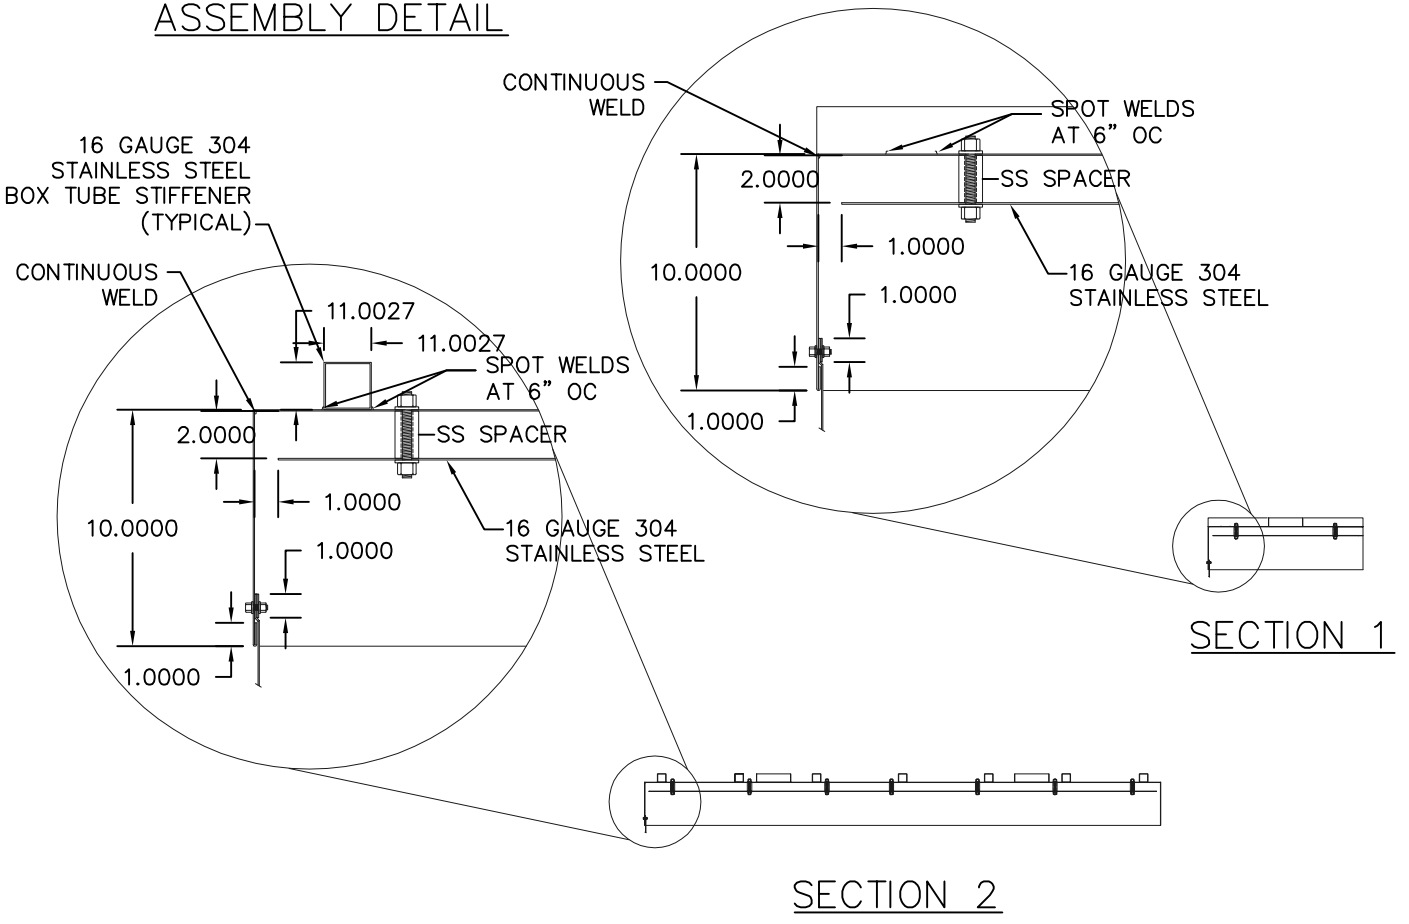 ASSEMBLY DETAIL
CONTINUOUS
WELD
SPOT WELDS
AT 6” OC
2.0000
SS SPACER
10.0000
1.0000
1.0000
16 GAUGE 304
STAINLESS STEEL
1.0000
16 GAUGE 304
STAINLESS STEEL
BOX TUBE STIFFENER
(TYPICAL)
CONTINUOUS
WELD
11.0027
11.0027
SPOT WELDS
AT 6” OC
2.0000
SS SPACER
10.0000
1.0000
1.0000
16 GAUGE 304
STAINLESS STEEL
1.0000
SECTION 1
SECTION 2